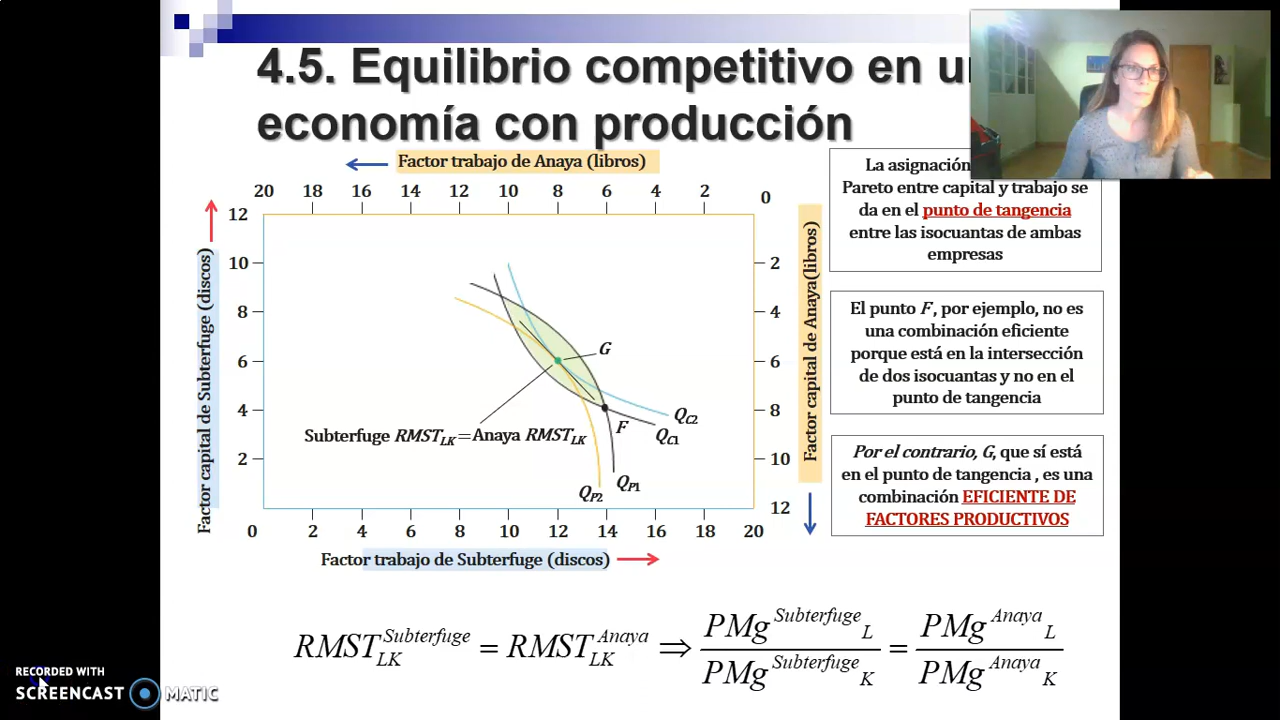 4.5. Equilibrio competitivo en
economía con producción
Factor trabajo de Anaya (libros)
20 18 16 14 12 10 8 6 4 2 0
12
10
8
6
4
2
0
Factor capital de Subterfuge (discos)
G
F
Q_C2
Q_C1
Q_P1
Q_P2
Subterfuge RMST_LK=Anaya RMST_LK
2
4
6
8
10
12
Factor capital de Anaya(libros)
2 4 6 8 10 12 14 16 18 20
Factor trabajo de Subterfuge (discos)
La asignación
Pareto entre capital y trabajo se
da en el punto de tangencia
entre las isocuantas de ambas
empresas
El punto F, por ejemplo, no es
una combinación eficiente
porque está en la intersección
de dos isocuantas y no en el
punto de tangencia
Por el contrario, G, que sí está
en el punto de tangencia , es una
combinación EFICIENTE DE
FACTORES PRODUCTIVOS
RMST_LK^Subterfuge = RMST_LK^Anaya ⇒ PMg^Subterfuge_L / PMg^Subterfuge_K = PMg^Anaya_L / PMg^Anaya_K
RECORDED WITH
SCREENCAST MATIC